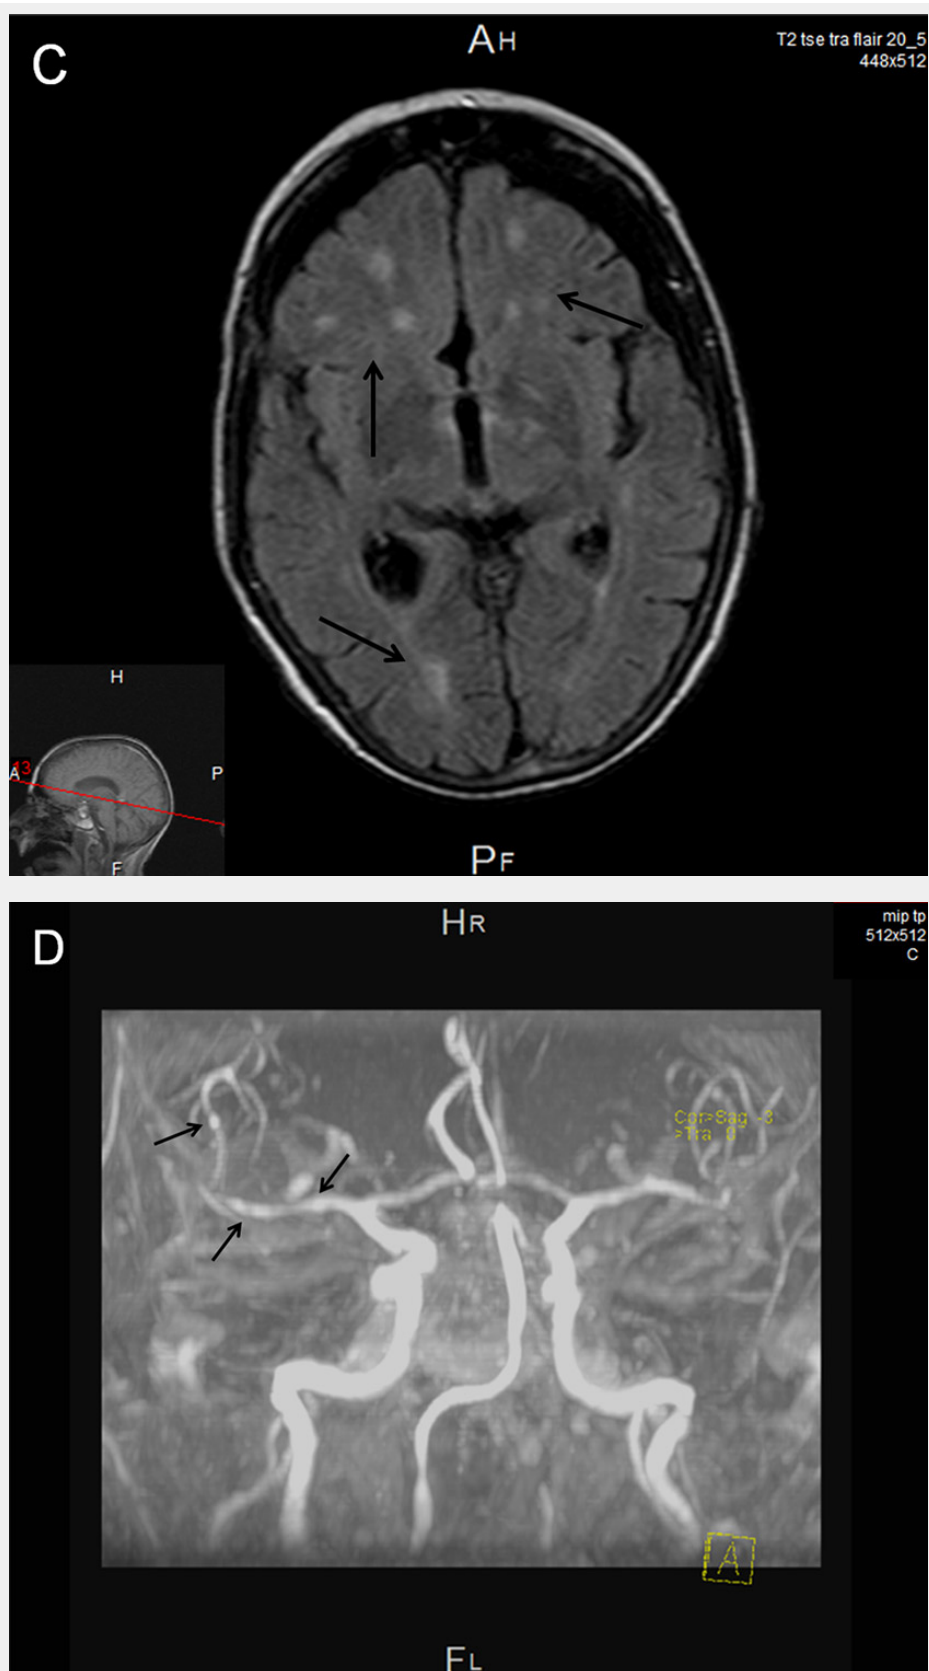 C
AH
T2 tse tra flair 20_5
448x512
H
A
13
P
F
PF
D
HR
mip tp
512x512
C
Cor>Sag -3
>Tra 0
A
FL